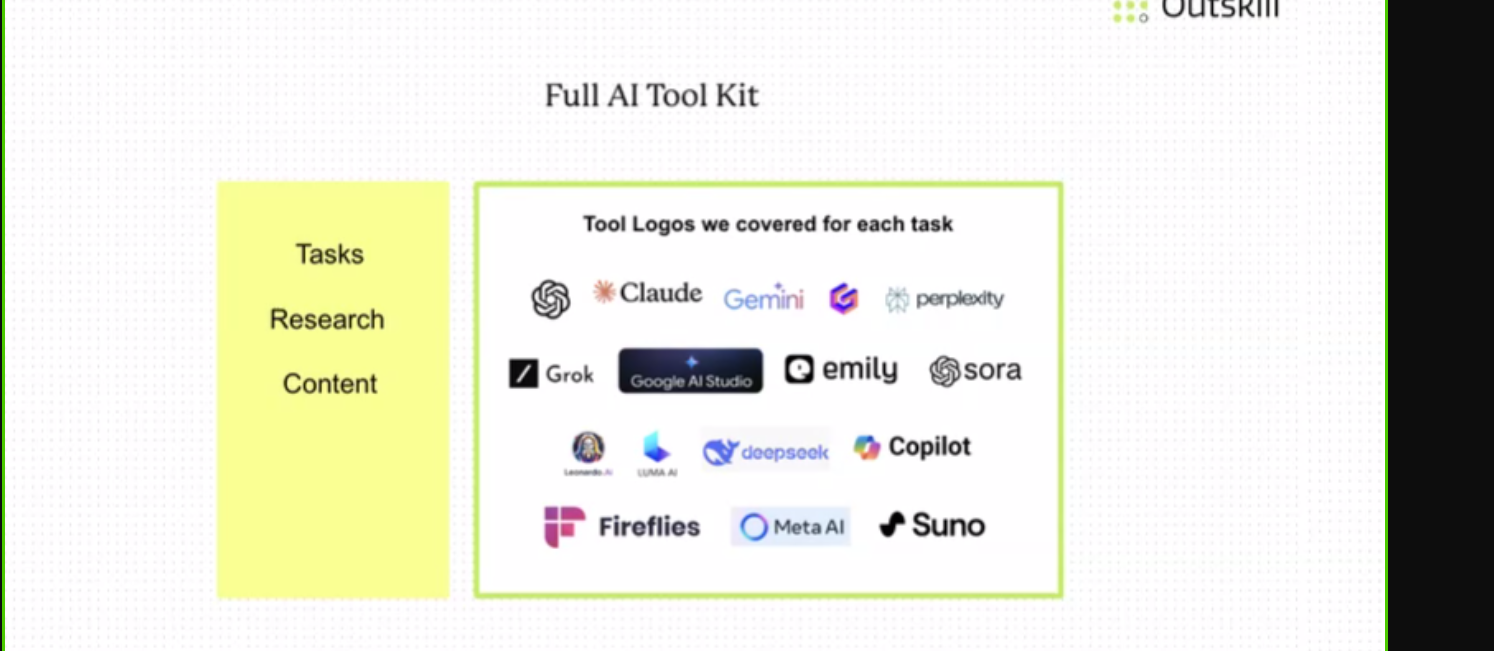 Outskill
Full AI Tool Kit
Tasks
Research
Content
Tool Logos we covered for each task
Claude Gemini perplexity
Grok Google AI Studio emily sora
Leonardo.Ai LUMA AI deepseek Copilot
Fireflies Meta AI Suno